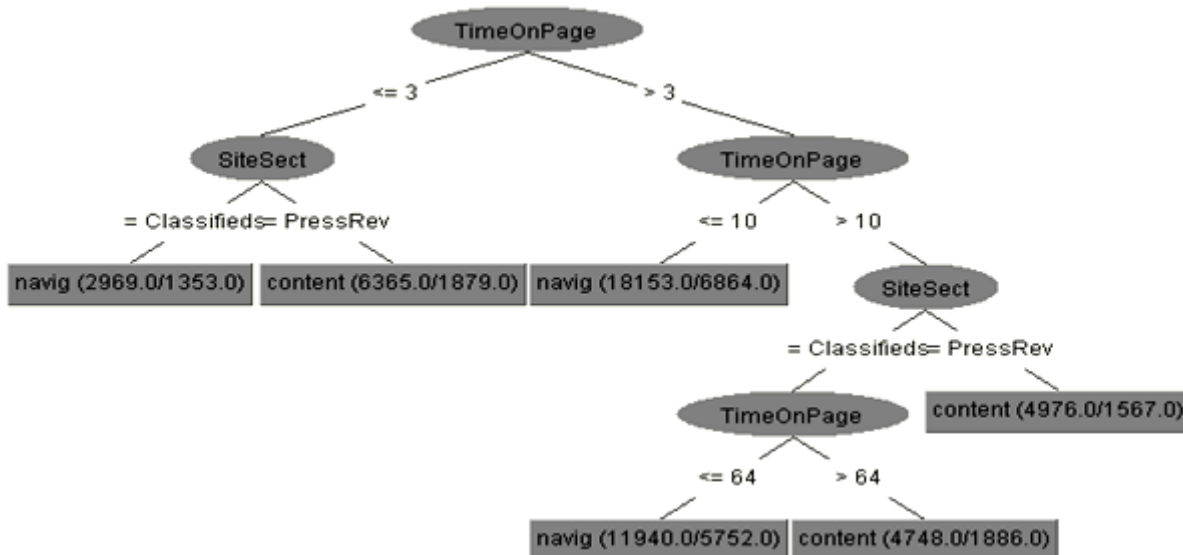 TimeOnPage
<= 3
> 3
SiteSect
TimeOnPage
= Classifieds= PressRev
<= 10
> 10
navig (2969.0/1353.0)
content (6365.0/1879.0)
navig (18153.0/6864.0)
SiteSect
= Classifieds= PressRev
TimeOnPage
content (4976.0/1567.0)
<= 64
> 64
navig (11940.0/5752.0)
content (4748.0/1886.0)